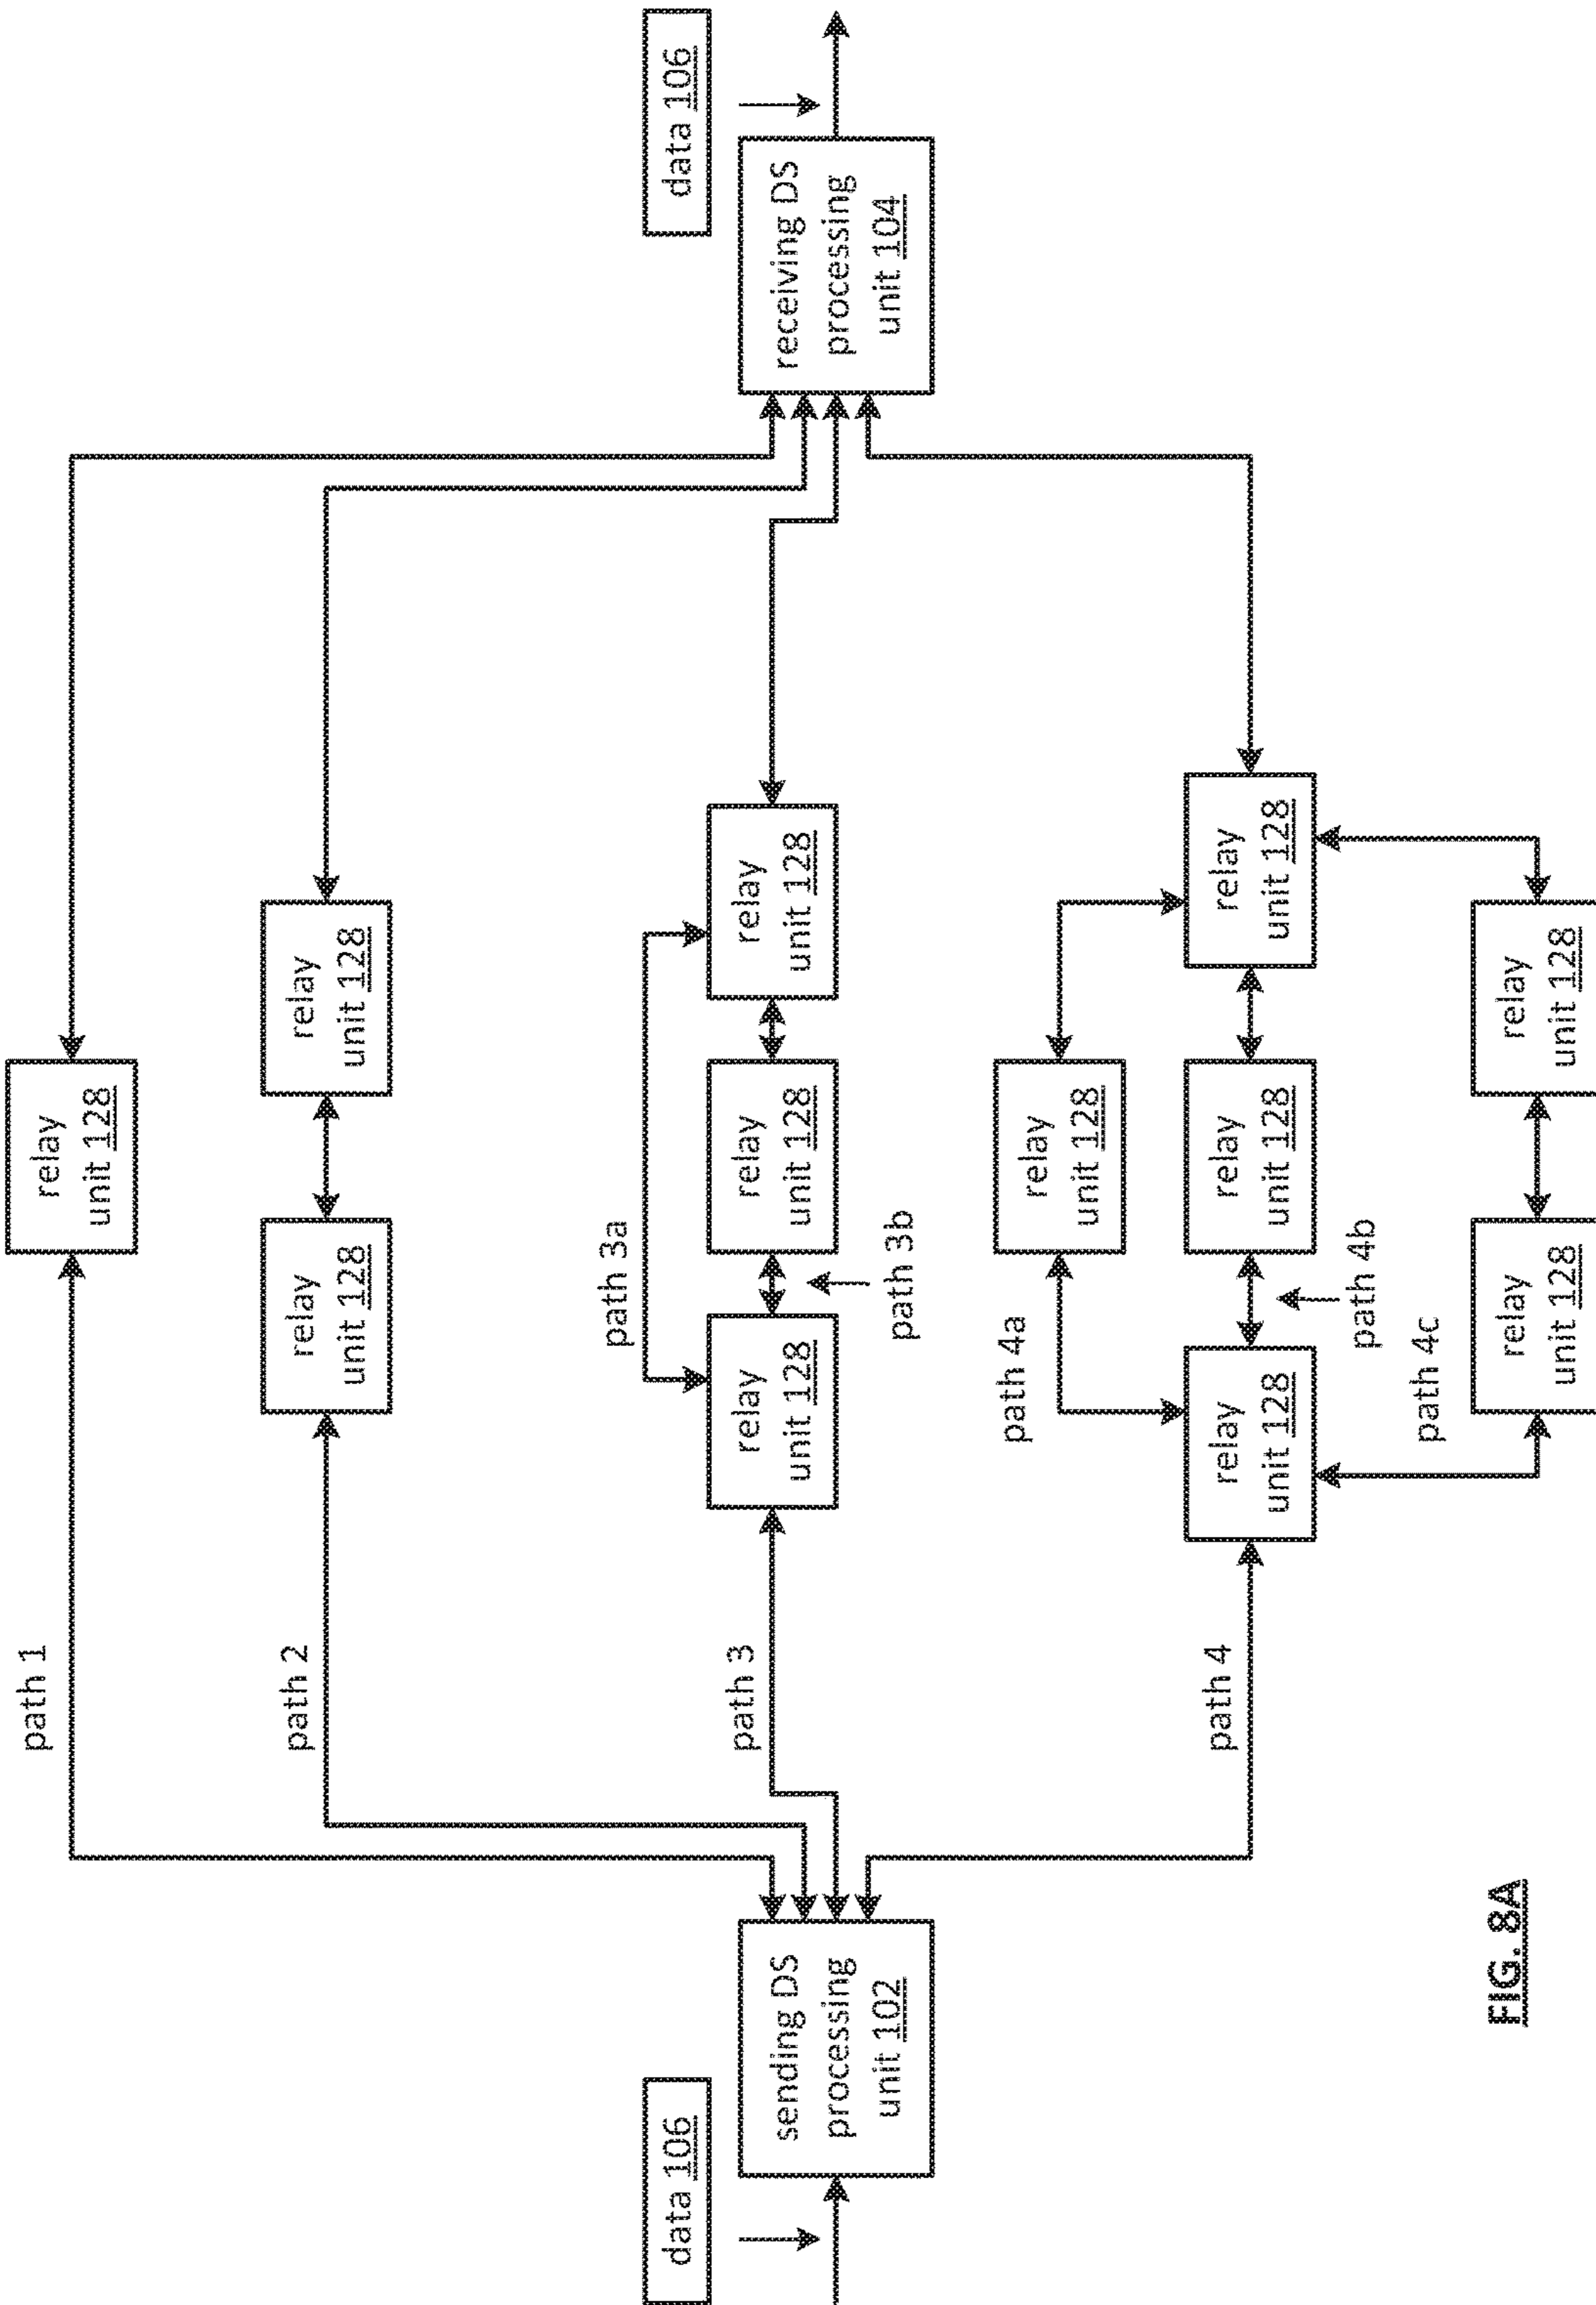 path 1
relay
unit 128
path 2
relay
unit 128
relay
unit 128
data 106
sending DS
processing
unit 102
path 3
relay
unit 128
path 3a
relay
unit 128
path 3b
relay
unit 128
data 106
receiving DS
processing
unit 104
path 4
relay
unit 128
path 4a
relay
unit 128
relay
unit 128
path 4b
relay
unit 128
path 4c
relay
unit 128
relay
unit 128
FIG. 8A